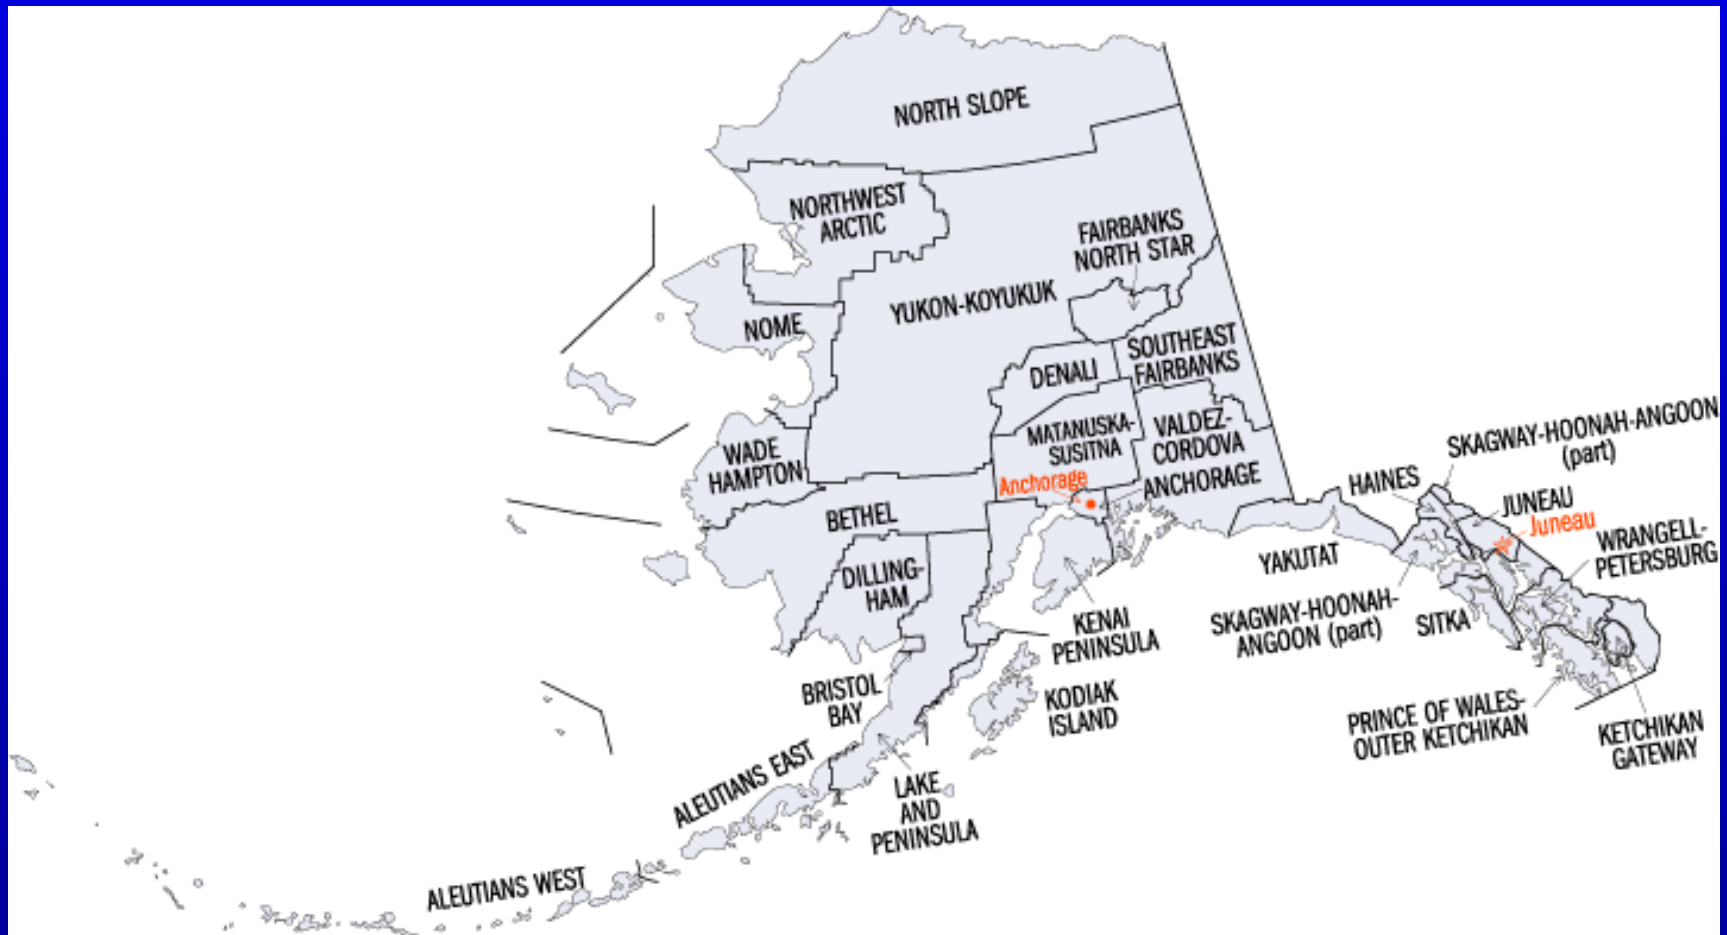 NORTH SLOPE
NORTHWEST
ARCTIC
FAIRBANKS
NORTH STAR
YUKON-KOYUKUK
NOME
SOUTHEAST
FAIRBANKS
DENALI
MATANUSKA-
SUSITNA
VALDEZ-
CORDOVA
WADE
HAMPTON
Anchorage
ANCHORAGE
BETHEL
SKAGWAY-HOONAH-ANGOON
(part)
HAINES
JUNEAU
Juneau
WRANGELL-
PETERSBURG
YAKUTAT
DILLING-
HAM
KENAI
PENINSULA
SKAGWAY-HOONAH-
ANGOON (part)
SITKA
BRISTOL
BAY
KODIAK
ISLAND
PRINCE OF WALES-
OUTER KETCHIKAN
KETCHIKAN
GATEWAY
ALEUTIANS EAST
LAKE
AND
PENINSULA
ALEUTIANS WEST